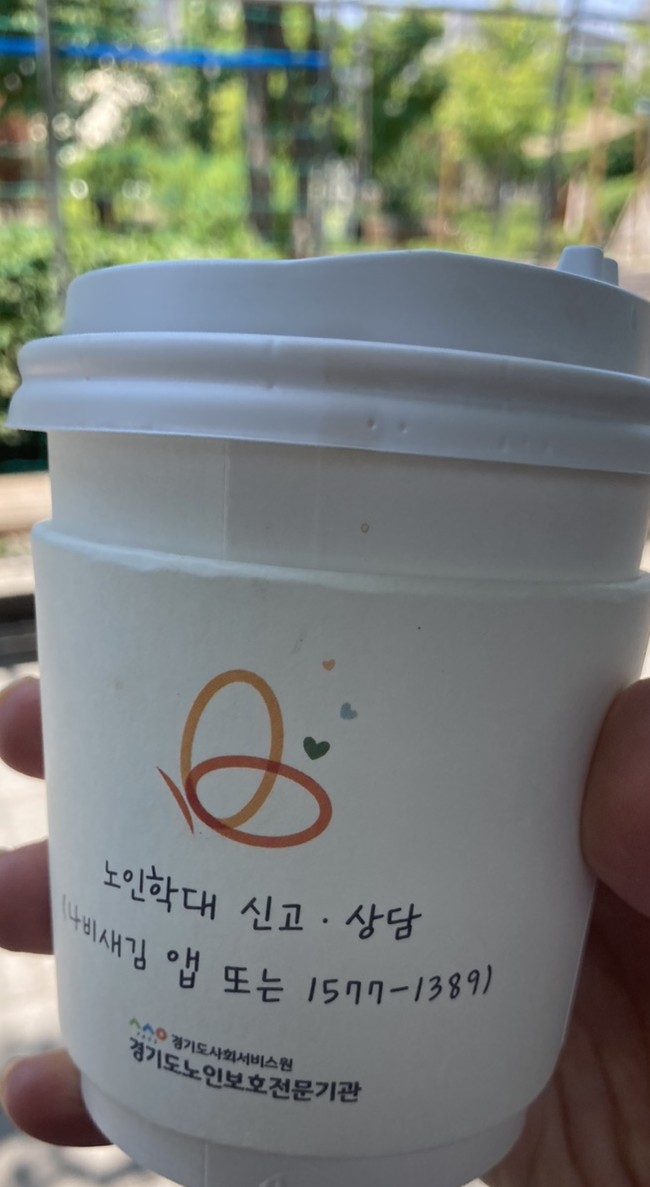 노인학대 신고 · 상담
(나비새김 앱 또는 1577-1389)
경기도사회서비스원
경기도노인보호전문기관